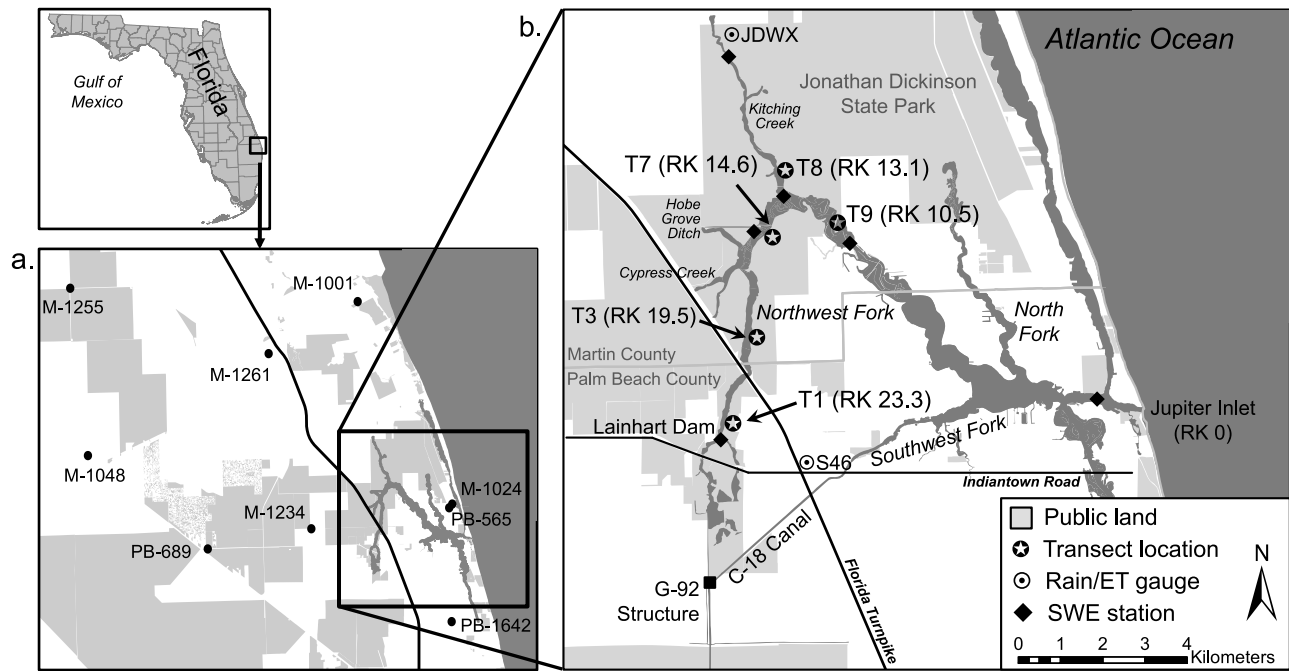 Florida
Gulf of
Mexico
a.
M-1255
M-1001
M-1261
M-1048
M-1024
PB-565
M-1234
PB-689
PB-1642
b.
JDWX
Atlantic Ocean
Jonathan Dickinson
State Park
Kitching
Creek
T7 (RK 14.6)
T8 (RK 13.1)
Hobe
Grove
Ditch
T9 (RK 10.5)
Cypress Creek
Northwest Fork
North
Fork
T3 (RK 19.5)
Martin County
Palm Beach County
T1 (RK 23.3)
Lainhart Dam
Jupiter Inlet
(RK 0)
Southwest Fork
S46
Indiantown Road
C-18 Canal
G-92
Structure
Florida Turnpike
Public land
Transect location
Rain/ET gauge
SWE station
N
0 1 2 3 4
Kilometers